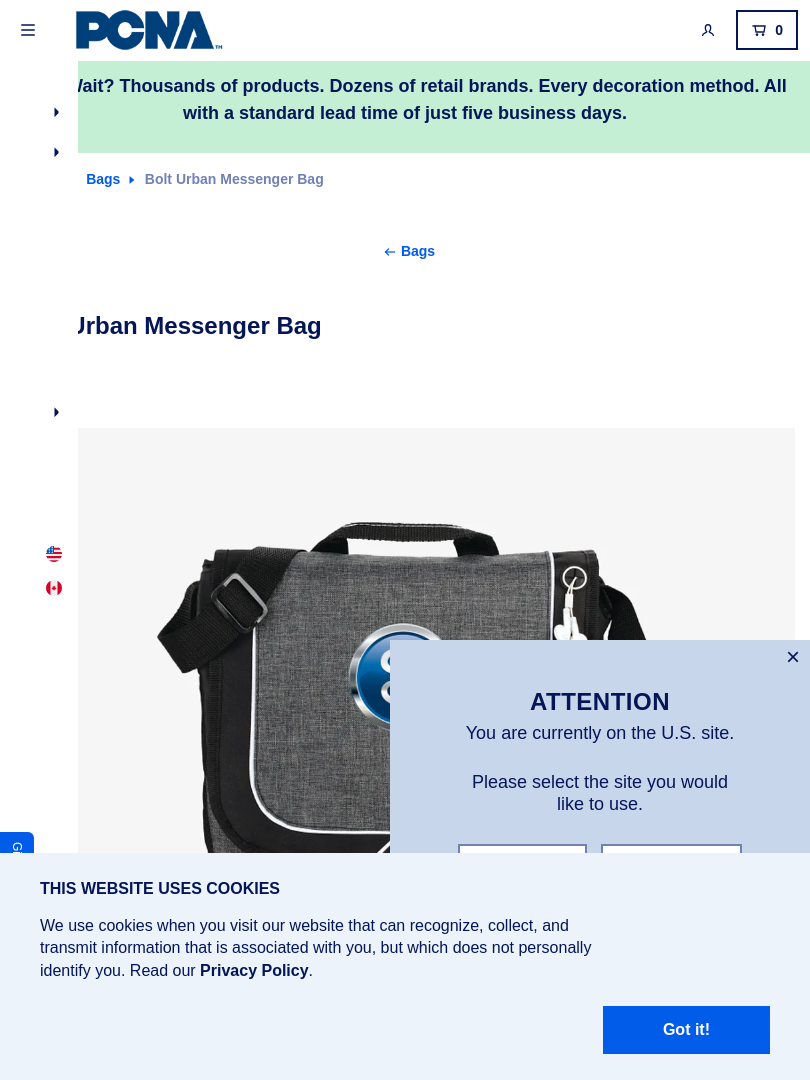 PCNA™
0
Wait? Thousands of products. Dozens of retail brands. Every decoration method. All
with a standard lead time of just five business days.
Bags
Bolt Urban Messenger Bag
Bags
Urban Messenger Bag
ATTENTION
You are currently on the U.S. site.
Please select the site you would
like to use.
THIS WEBSITE USES COOKIES
We use cookies when you visit our website that can recognize, collect, and
transmit information that is associated with you, but which does not personally
identify you. Read our Privacy Policy.
Got it!